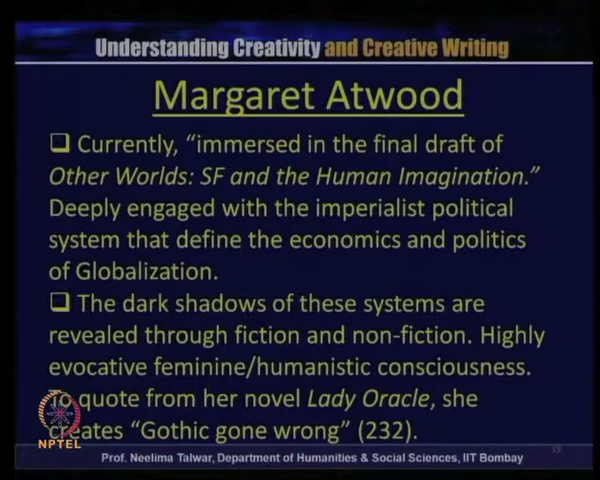 Understanding Creativity and Creative Writing
Margaret Atwood
❑ Currently, “immersed in the final draft of
Other Worlds: SF and the Human Imagination.”
Deeply engaged with the imperialist political
system that define the economics and politics
of Globalization.
❑ The dark shadows of these systems are
revealed through fiction and non-fiction. Highly
evocative feminine/humanistic consciousness.
To quote from her novel Lady Oracle, she
creates “Gothic gone wrong” (232).
NPTEL
Prof. Neelima Talwar, Department of Humanities & Social Sciences, IIT Bombay
19